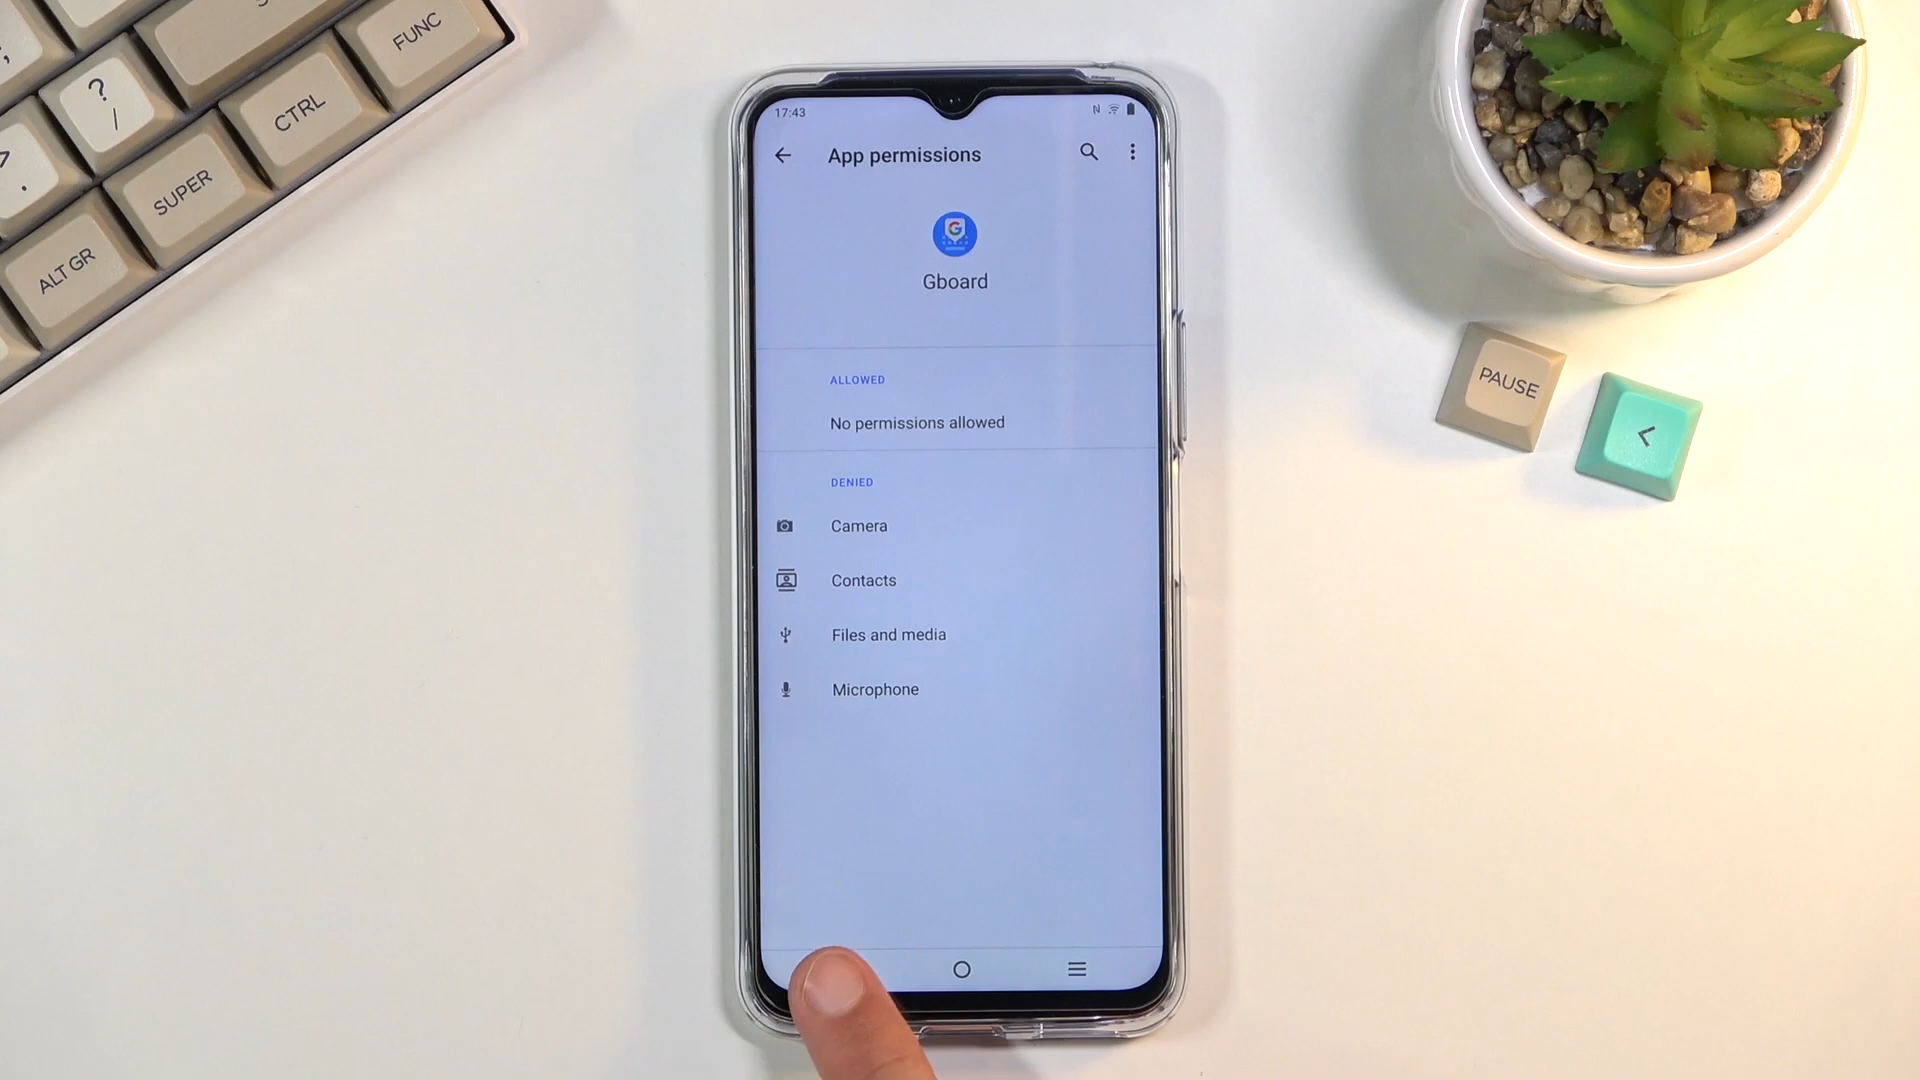 FUNC
?
/
CTRL
;
SUPER
>
.
ALT GR
17:43
App permissions
G
Gboard
ALLOWED
No permissions allowed
DENIED
Camera
Contacts
Files and media
Microphone
PAUSE
<